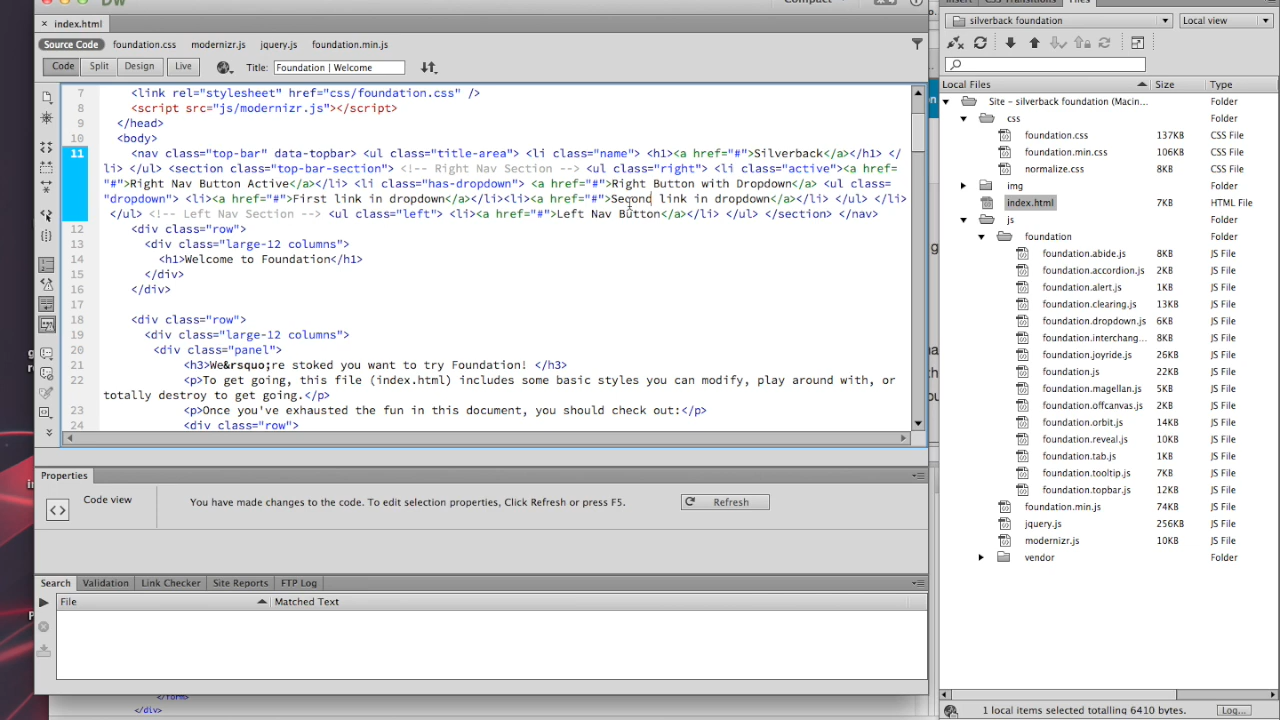 DW
Compact
× index.html
Source Code foundation.css modernizr.js jquery.js foundation.min.js
Code Split Design Live Title: Foundation | Welcome
7 <link rel="stylesheet" href="css/foundation.css" />
8 <script src="js/modernizr.js"></script>
9 </head>
10 <body>
11 <nav class="top-bar" data-topbar> <ul class="title-area"> <li class="name"> <h1><a href="#">Silverback</a></h1> </
li> </ul> <section class="top-bar-section"> <!-- Right Nav Section --> <ul class="right"> <li class="active"><a href=
"#">Right Nav Button Active</a></li> <li class="has-dropdown"> <a href="#">Right Button with Dropdown</a> <ul class=
"dropdown"> <li><a href="#">First link in dropdown</a></li><li><a href="#">Second link in dropdown</a></li> </ul> </li>
</ul> <!-- Left Nav Section --> <ul class="left"> <li><a href="#">Left Nav Button</a></li> </ul> </section> </nav>
12 <div class="row">
13 <div class="large-12 columns">
14 <h1>Welcome to Foundation</h1>
15 </div>
16 </div>
17
18 <div class="row">
19 <div class="large-12 columns">
20 <div class="panel">
21 <h3>We&rsquo;re stoked you want to try Foundation! </h3>
22 <p>To get going, this file (index.html) includes some basic styles you can modify, play around with, or
totally destroy to get going.</p>
23 <p>Once you've exhausted the fun in this document, you should check out:</p>
24 <div class="row">
Properties
Code view
You have made changes the code. To edit selection properties, Click Refresh or press F5.
Refresh
Search Validation Link Checker Site Reports FTP Log
File Matched Text
</form>
</div>
Insert CSS Transitions Files
silverback foundation Local view
Local Files Size Type
Site - silverback foundation (Macin... Folder
css Folder
foundation.css 137KB CSS File
foundation.min.css 106KB CSS File
normalize.css 8KB CSS File
img Folder
index.html 7KB HTML File
js Folder
foundation Folder
foundation.abide.js 8KB JS File
foundation.accordion.js 2KB JS File
foundation.alert.js 1KB JS File
foundation.clearing.js 13KB JS File
foundation.dropdown.js 6KB JS File
foundation.interchang... 8KB JS File
foundation.joyride.js 26KB JS File
foundation.js 22KB JS File
foundation.magellan.js 5KB JS File
foundation.offcanvas.js 2KB JS File
foundation.orbit.js 14KB JS File
foundation.reveal.js 10KB JS File
foundation.tab.js 1KB JS File
foundation.tooltip.js 7KB JS File
foundation.topbar.js 12KB JS File
foundation.min.js 74KB JS File
jquery.js 256KB JS File
modernizr.js 10KB JS File
vendor Folder
1 local items selected totalling 6410 bytes. Log...